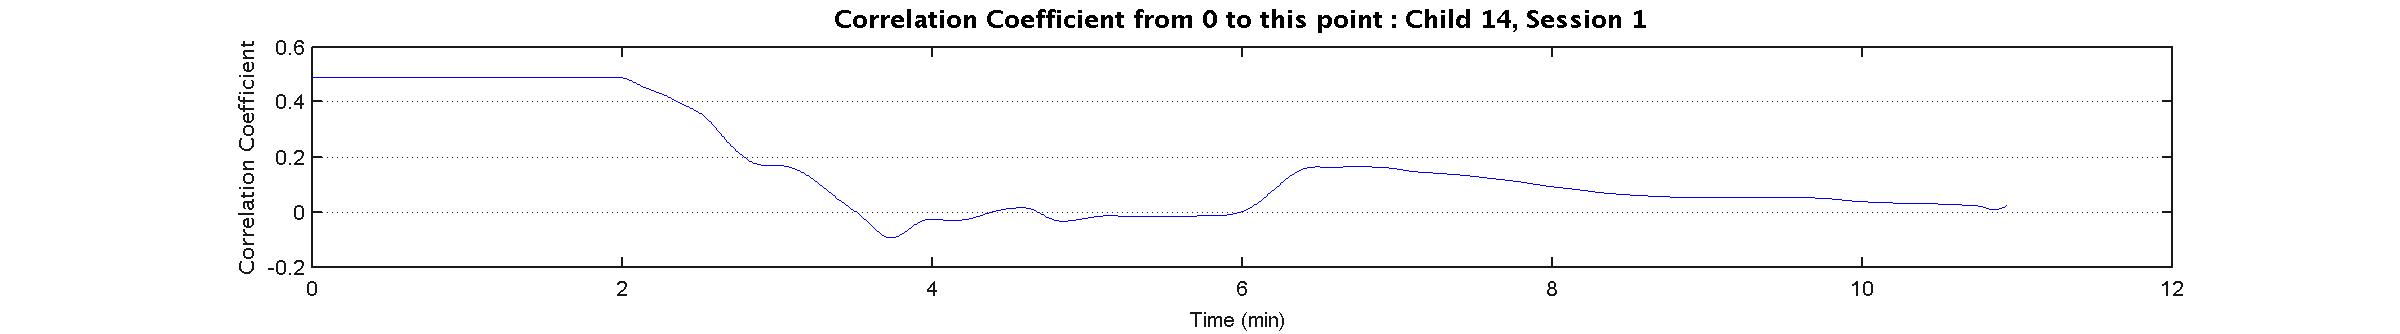 Correlation Coefficient from 0 to this point : Child 14, Session 1
Correlation Coefficient
0.6
0.4
0.2
0
-0.2
0 2 4 6 8 10 12
Time (min)